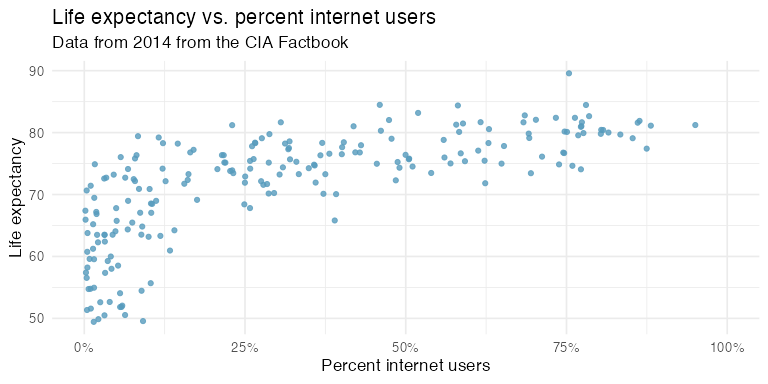 Life expectancy vs. percent internet users
Data from 2014 from the CIA Factbook
Life expectancy
90
80
70
60
50
0% 25% 50% 75% 100%
Percent internet users